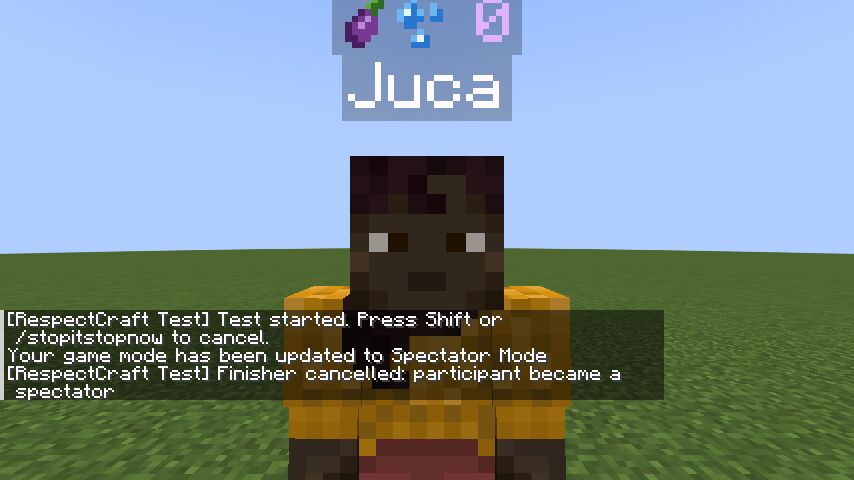 0
Juca
[RespectCraft Test] Test started. Press Shift or
/stopitstopnow to cancel.
Your game mode has been updated to Spectator Mode
[RespectCraft Test] Finisher cancelled: participant became a
spectator